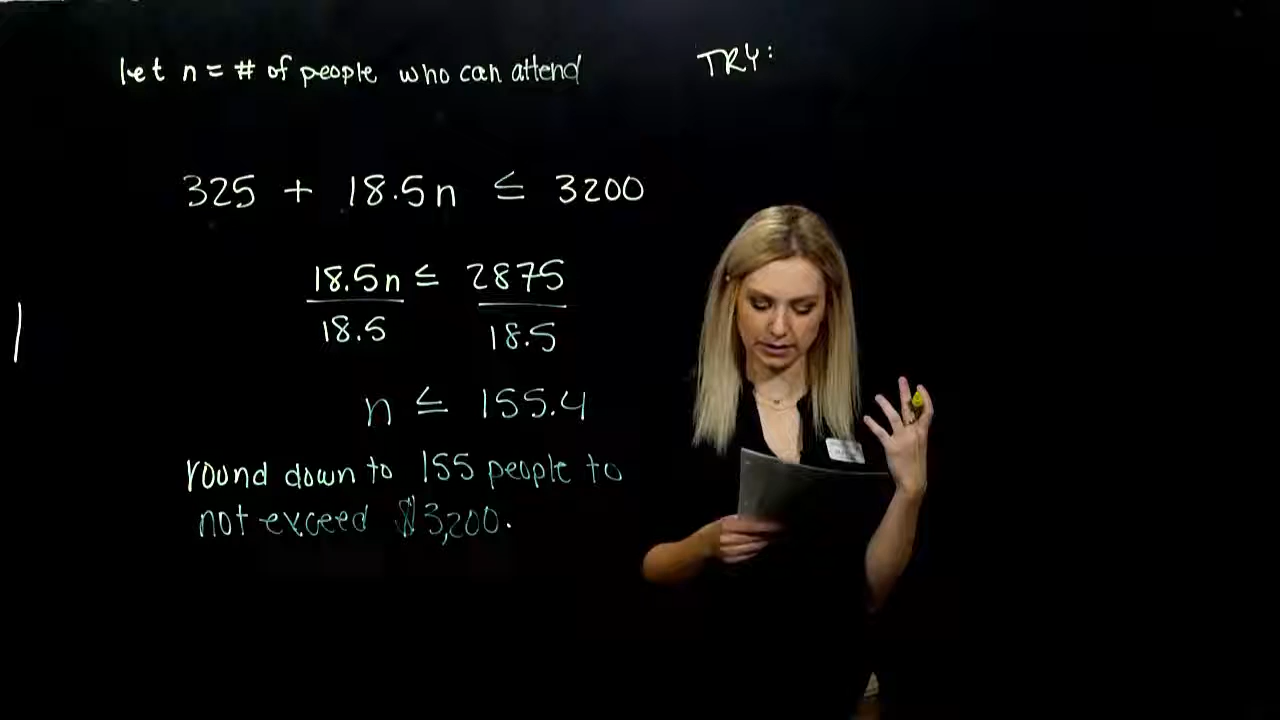 let n = # of people who can attend
TRY:
325 + 18.5n ≤ 3200
18.5n ≤ 2875
18.5 18.5
n ≤ 155.4
round down to 155 people to
not exceed $3,200.